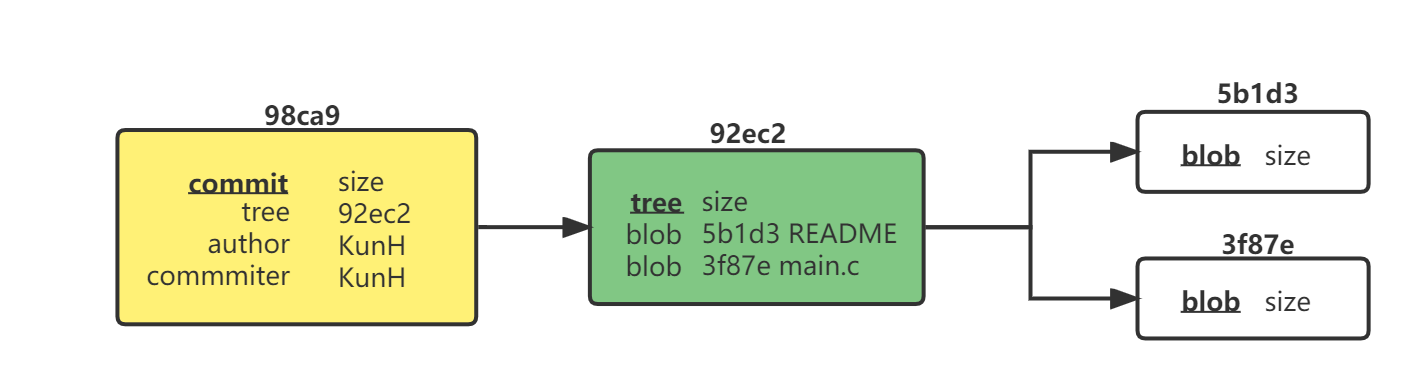 98ca9
commit size
tree 92ec2
author KunH
commmiter KunH
92ec2
tree size
blob 5b1d3 README
blob 3f87e main.c
5b1d3
blob size
3f87e
blob size